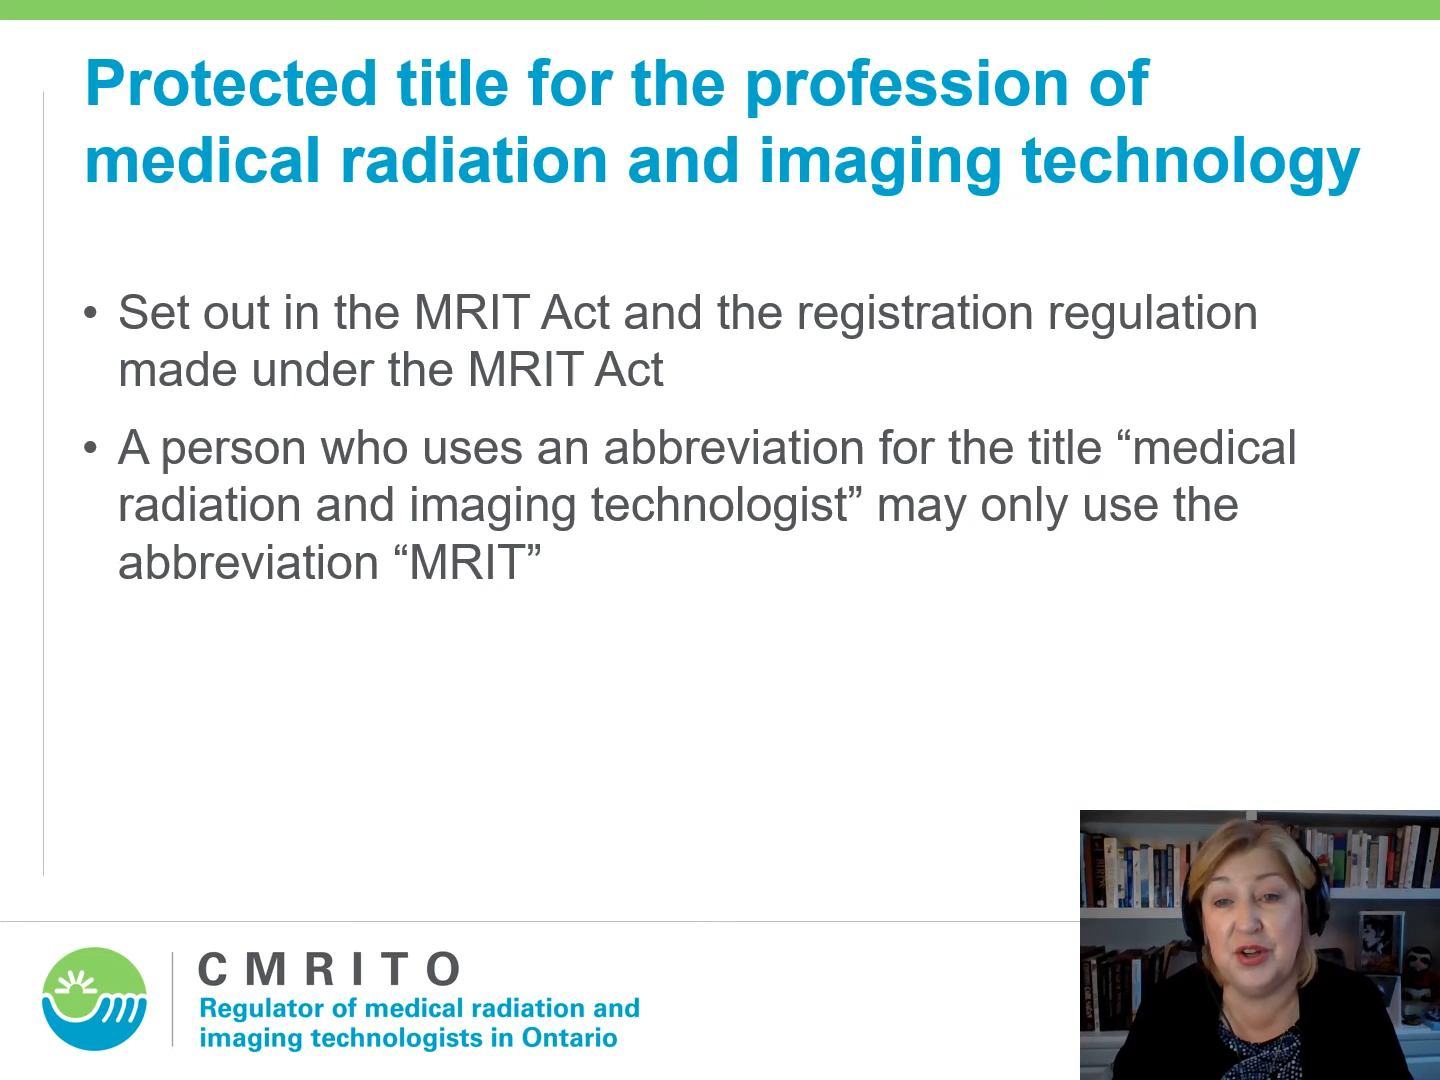 Protected title for the profession of
medical radiation and imaging technology
• Set out in the MRIT Act and the registration regulation
made under the MRIT Act
• A person who uses an abbreviation for the title “medical
radiation and imaging technologist” may only use the
abbreviation “MRIT”
CMRITO
Regulator of medical radiation and
imaging technologists in Ontario